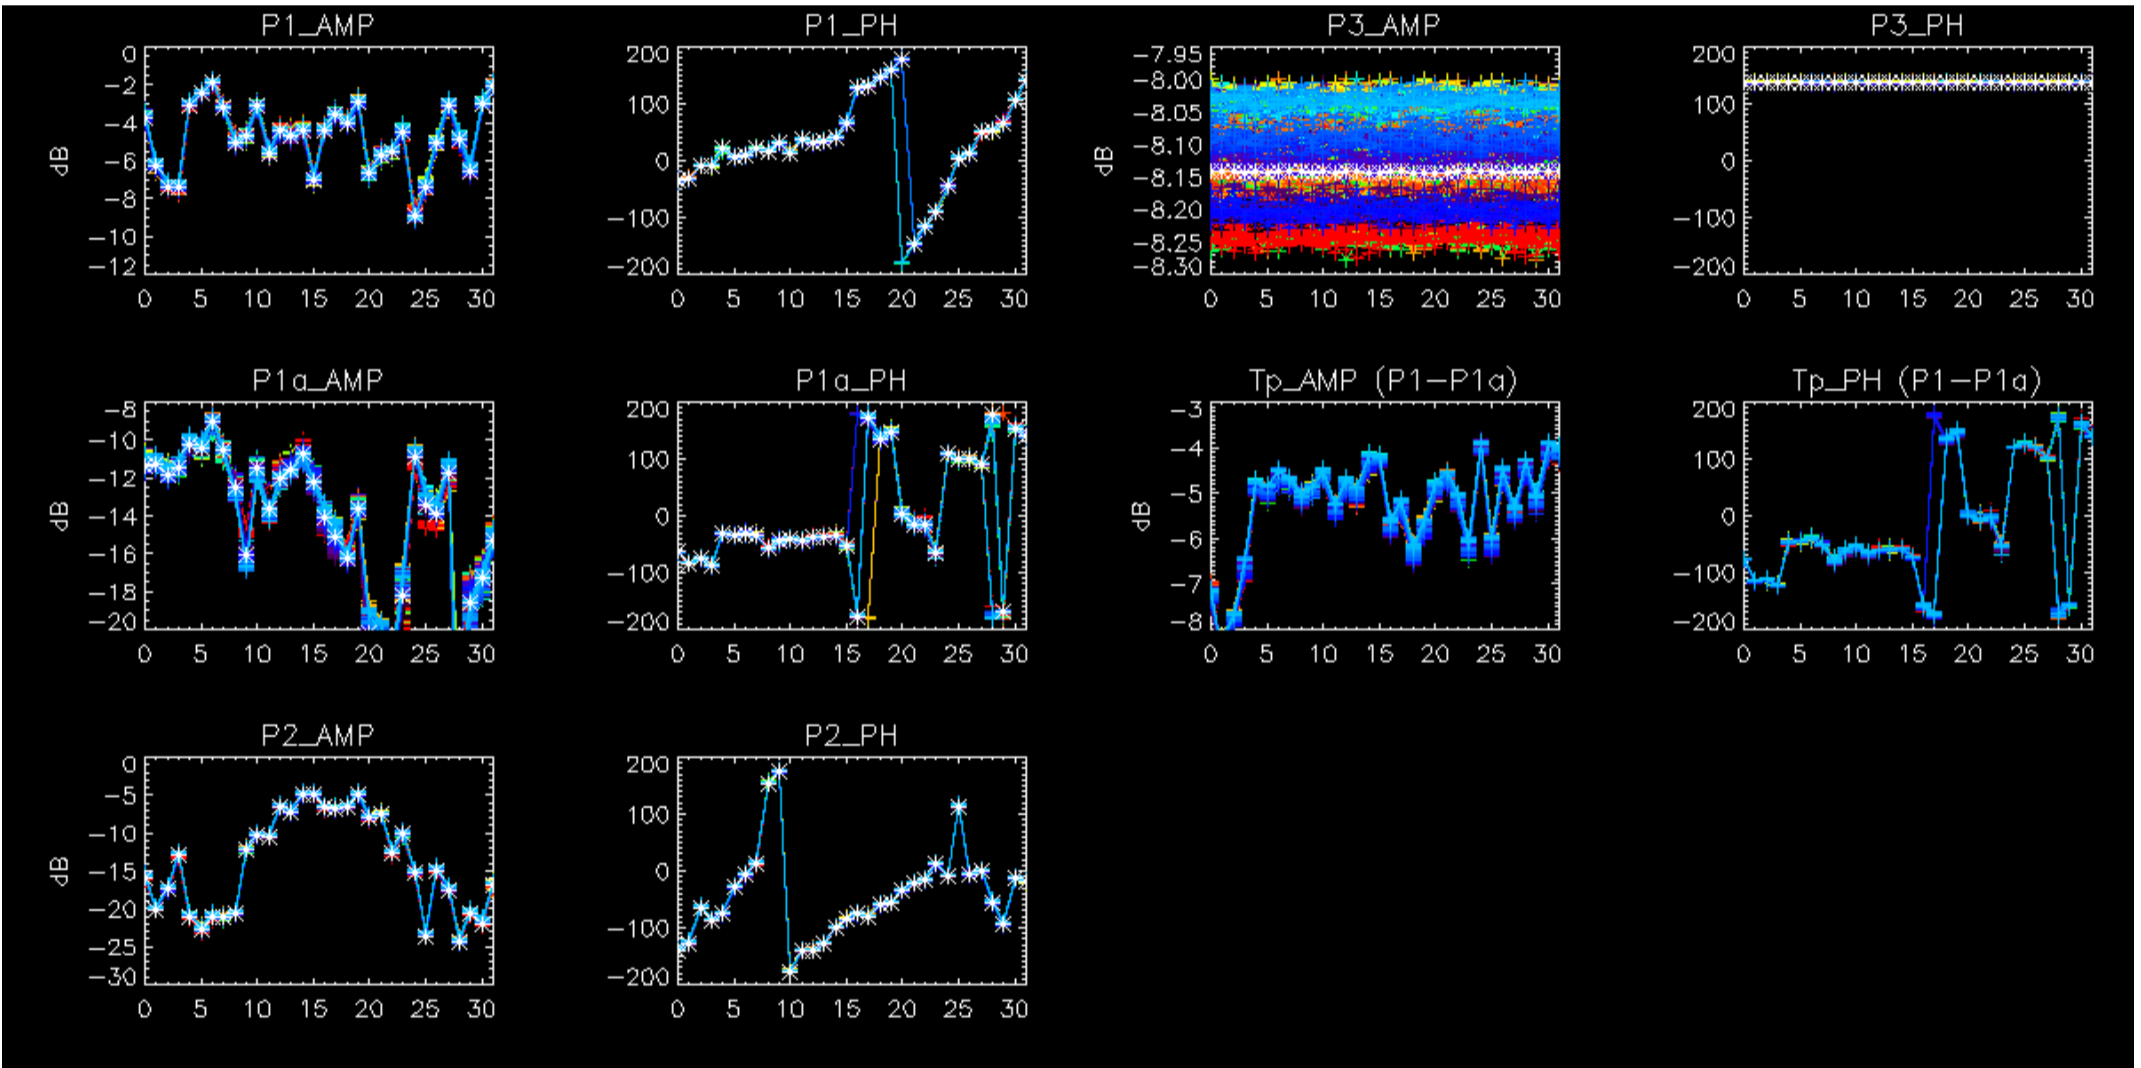 P1_AMP
P1_PH
P3_AMP
P3_PH
0
-2
-4
-6
-8
-10
-12
dB
0 5 10 15 20 25 30
200
100
0
-100
-200
0 5 10 15 20 25 30
-7.95
-8.00
-8.05
-8.10
-8.15
-8.20
-8.25
-8.30
dB
0 5 10 15 20 25 30
200
100
0
-100
-200
0 5 10 15 20 25 30
P1a_AMP
P1a_PH
Tp_AMP (P1-P1a)
Tp_PH (P1-P1a)
-8
-10
-12
-14
-16
-18
-20
dB
0 5 10 15 20 25 30
200
100
0
-100
-200
0 5 10 15 20 25 30
-3
-4
-5
-6
-7
-8
dB
0 5 10 15 20 25 30
200
100
0
-100
-200
0 5 10 15 20 25 30
P2_AMP
P2_PH
0
-5
-10
-15
-20
-25
-30
dB
0 5 10 15 20 25 30
200
100
0
-100
-200
0 5 10 15 20 25 30